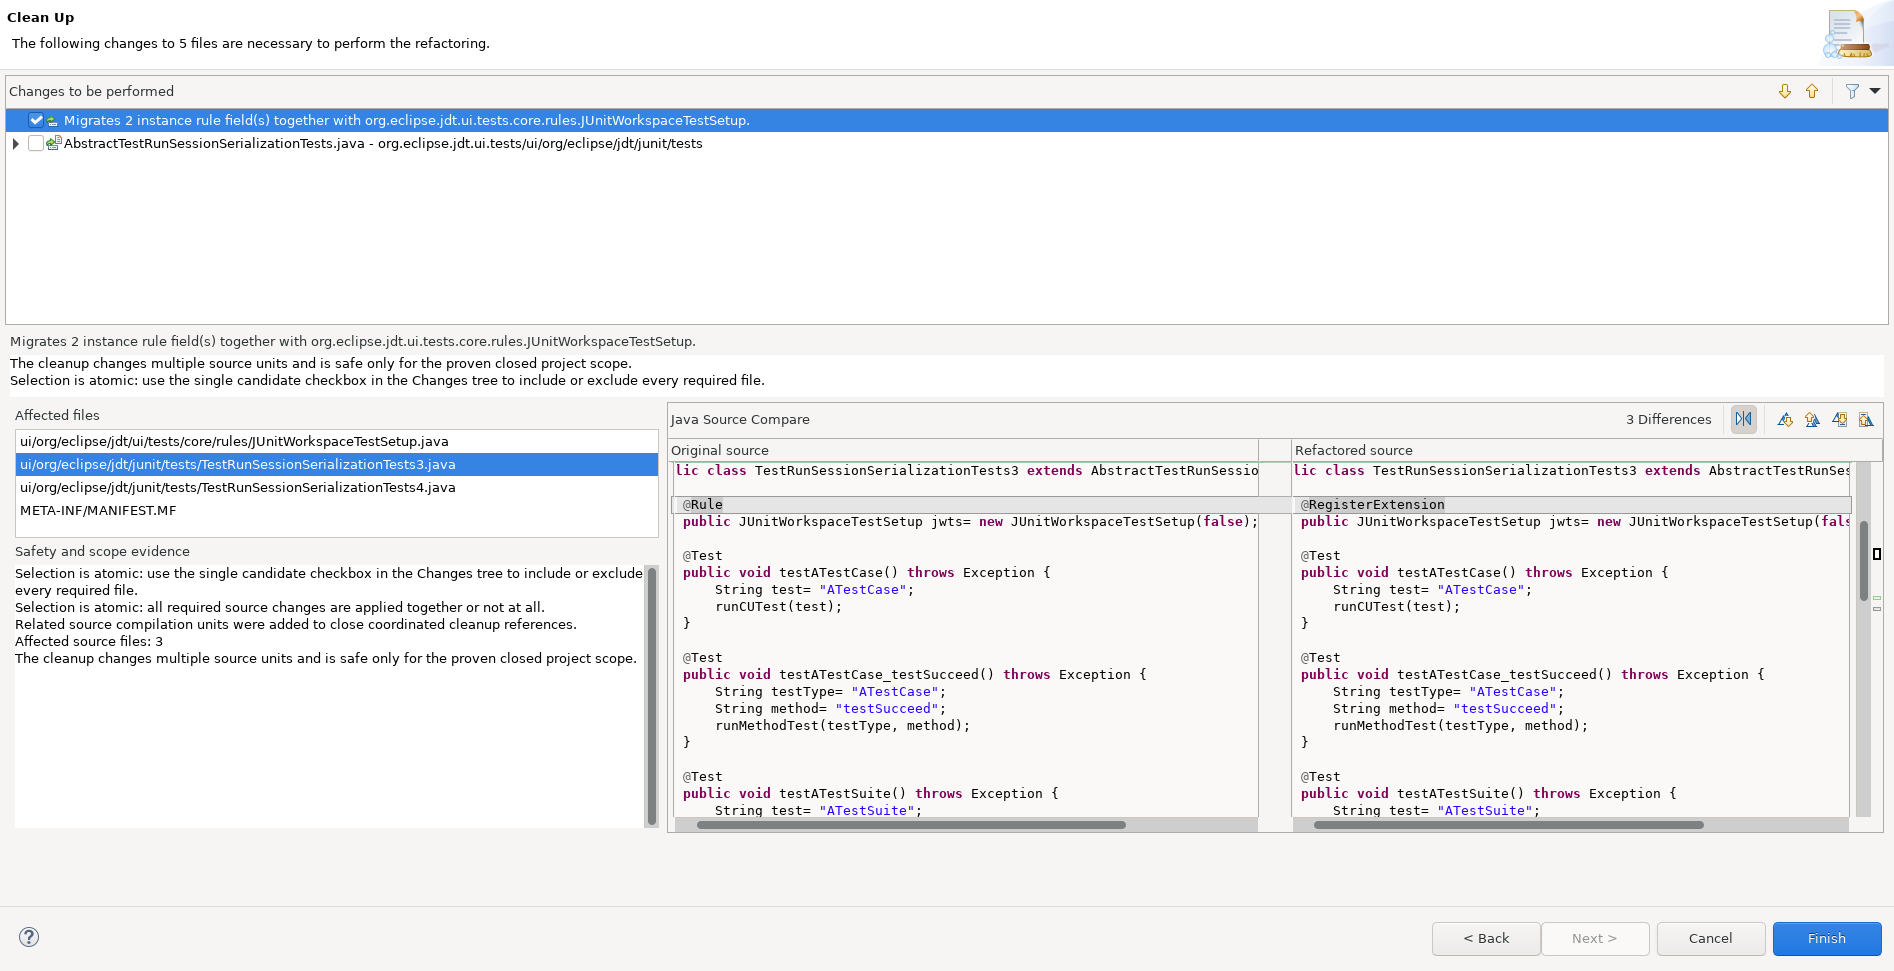 Clean Up
The following changes to 5 files are necessary to perform the refactoring.
Changes to be performed
Migrates 2 instance rule field(s) together with org.eclipse.jdt.ui.tests.core.rules.JUnitWorkspaceTestSetup.
AbstractTestRunSessionSerializationTests.java - org.eclipse.jdt.ui.tests/ui/org/eclipse/jdt/junit/tests
Migrates 2 instance rule field(s) together with org.eclipse.jdt.ui.tests.core.rules.JUnitWorkspaceTestSetup.
The cleanup changes multiple source units and is safe only for the proven closed project scope.
Selection is atomic: use the single candidate checkbox in the Changes tree to include or exclude every required file.
Affected files
ui/org/eclipse/jdt/ui/tests/core/rules/JUnitWorkspaceTestSetup.java
ui/org/eclipse/jdt/junit/tests/TestRunSessionSerializationTests3.java
ui/org/eclipse/jdt/junit/tests/TestRunSessionSerializationTests4.java
META-INF/MANIFEST.MF
Safety and scope evidence
Selection is atomic: use the single candidate checkbox in the Changes tree to include or exclude
every required file.
Selection is atomic: all required source changes are applied together or not at all.
Related source compilation units were added to close coordinated cleanup references.
Affected source files: 3
The cleanup changes multiple source units and is safe only for the proven closed project scope.
Java Source Compare
3 Differences
Original source
lic class TestRunSessionSerializationTests3 extends AbstractTestRunSessio
@Rule
public JUnitWorkspaceTestSetup jwts= new JUnitWorkspaceTestSetup(false);
@Test
public void testATestCase() throws Exception {
String test= "ATestCase";
runCUTest(test);
}
@Test
public void testATestCase_testSucceed() throws Exception {
String testType= "ATestCase";
String method= "testSucceed";
runMethodTest(testType, method);
}
@Test
public void testATestSuite() throws Exception {
String test= "ATestSuite";
Refactored source
lic class TestRunSessionSerializationTests3 extends AbstractTestRunSes
@RegisterExtension
public JUnitWorkspaceTestSetup jwts= new JUnitWorkspaceTestSetup(fals
@Test
public void testATestCase() throws Exception {
String test= "ATestCase";
runCUTest(test);
}
@Test
public void testATestCase_testSucceed() throws Exception {
String testType= "ATestCase";
String method= "testSucceed";
runMethodTest(testType, method);
}
@Test
public void testATestSuite() throws Exception {
String test= "ATestSuite";
?
< Back
Next >
Cancel
Finish